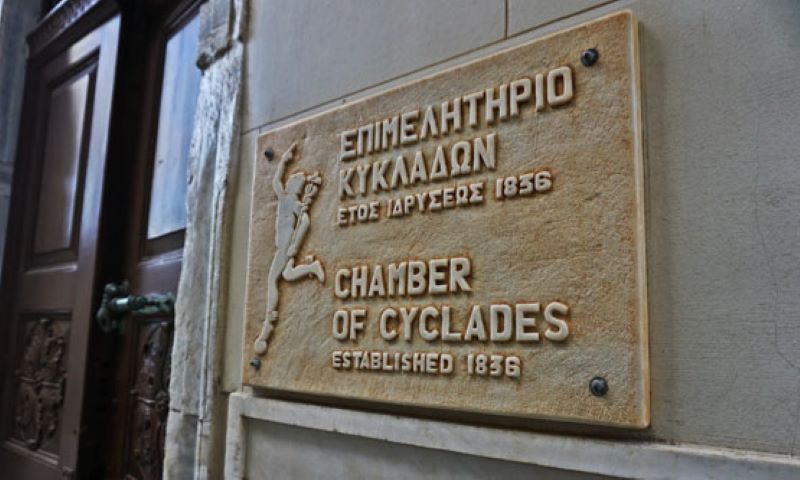 ΕΠΙΜΕΛΗΤΗΡΙΟ
ΚΥΚΛΑΔΩΝ
ΕΤΟΣ ΙΔΡΥΣΕΩΣ 1836
CHAMBER
OF CYCLADES
ESTABLISHED 1836